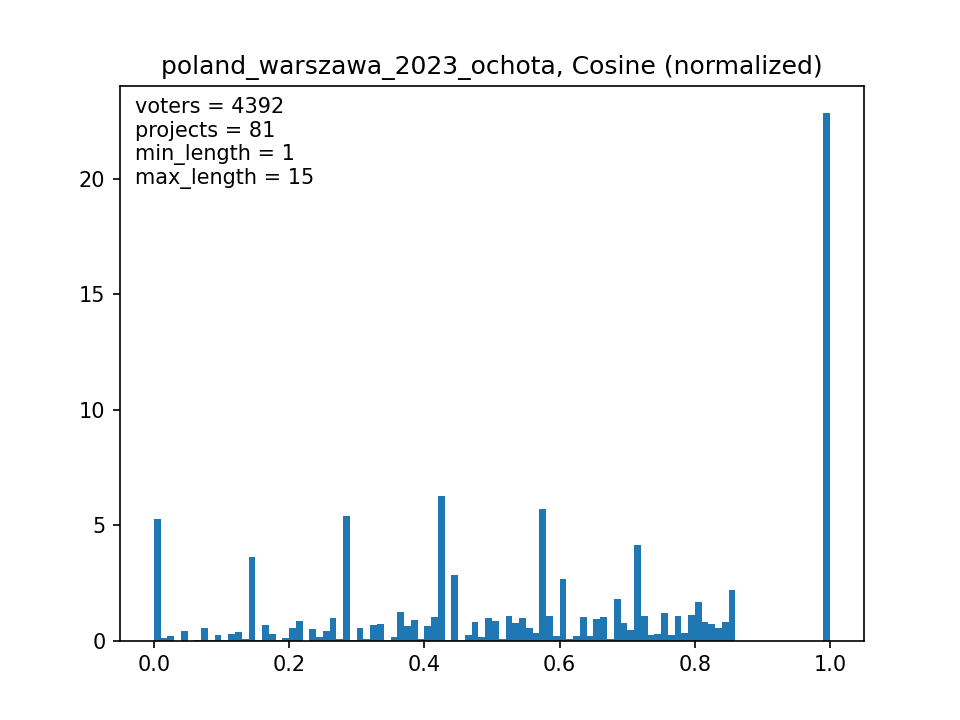 poland_warszawa_2023_ochota, Cosine (normalized)
voters = 4392
projects = 81
min_length = 1
max_length = 15
20
15
10
5
0
0.0 0.2 0.4 0.6 0.8 1.0